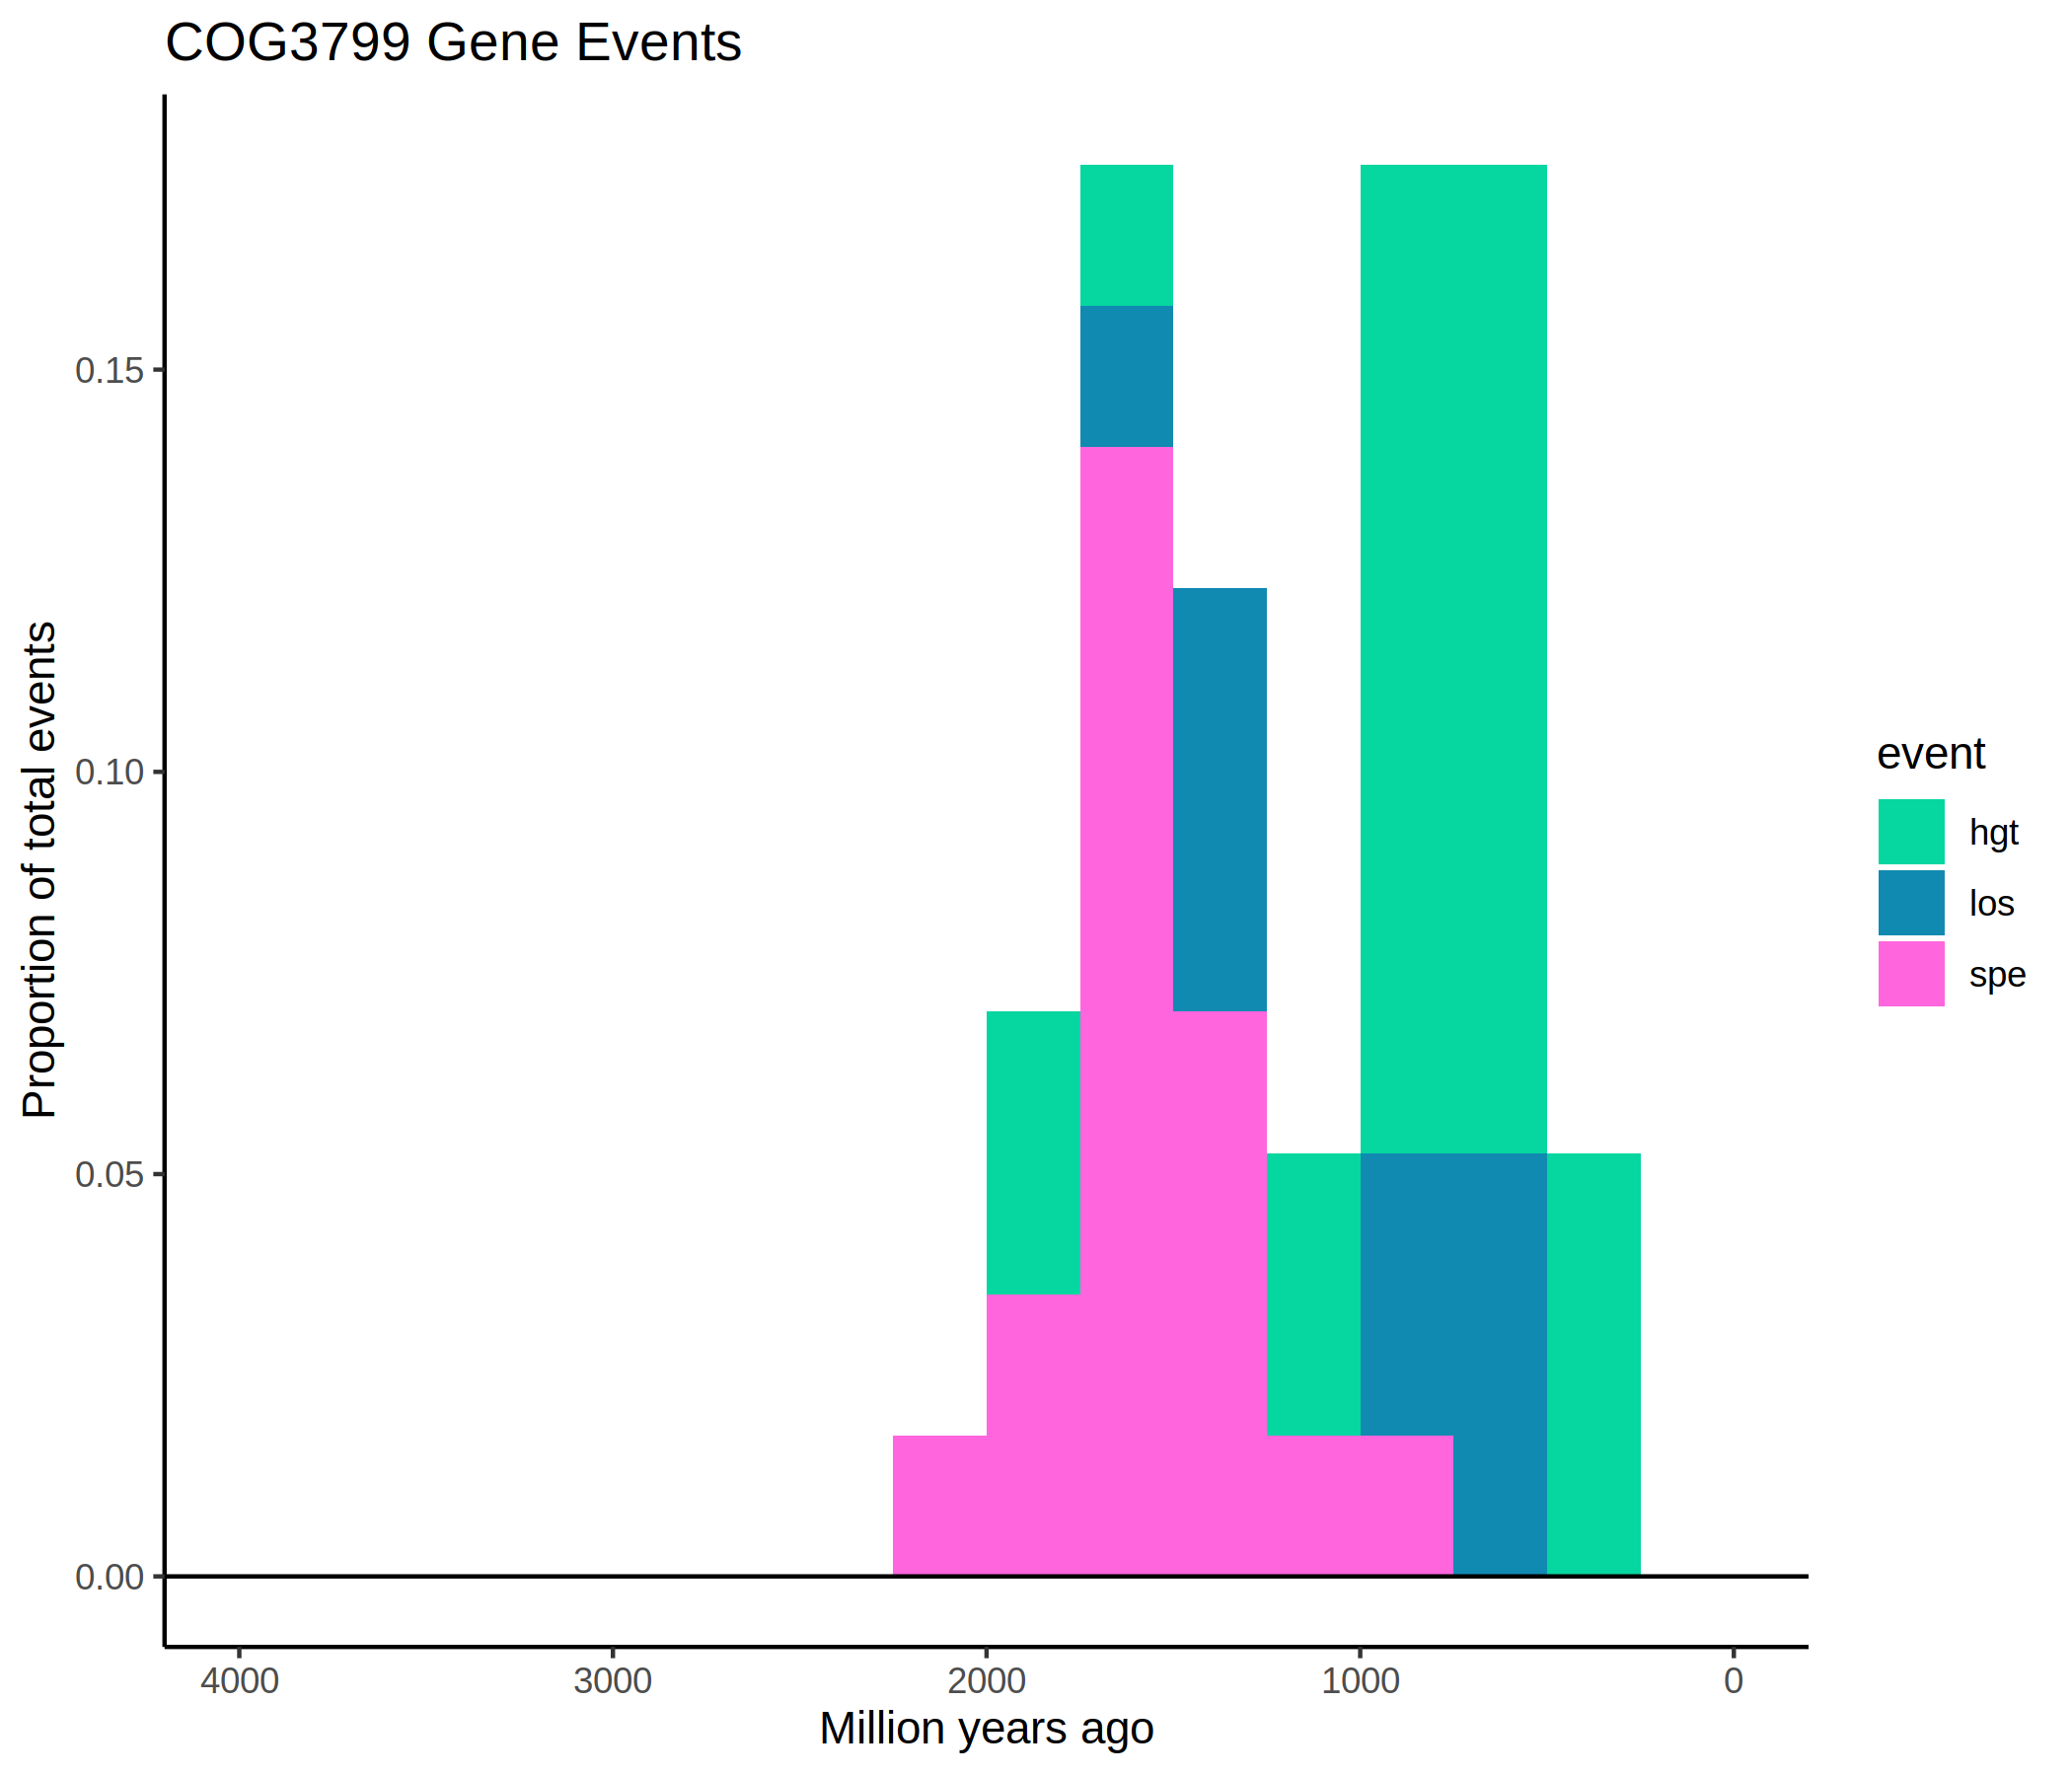 COG3799 Gene Events
Proportion of total events
0.15
0.10
0.05
0.00
4000 3000 2000 1000 0
Million years ago
event
hgt
los
spe